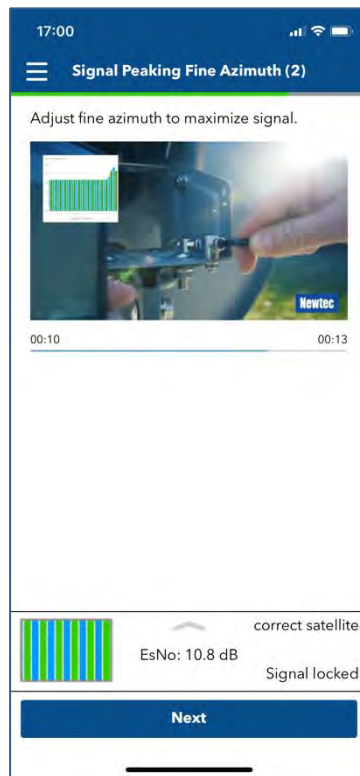 17:00
Signal Peaking Fine Azimuth (2)
Adjust fine azimuth to maximize signal.
Newtec
00:10 00:13
correct satellite
EsNo: 10.8 dB
Signal locked
Next